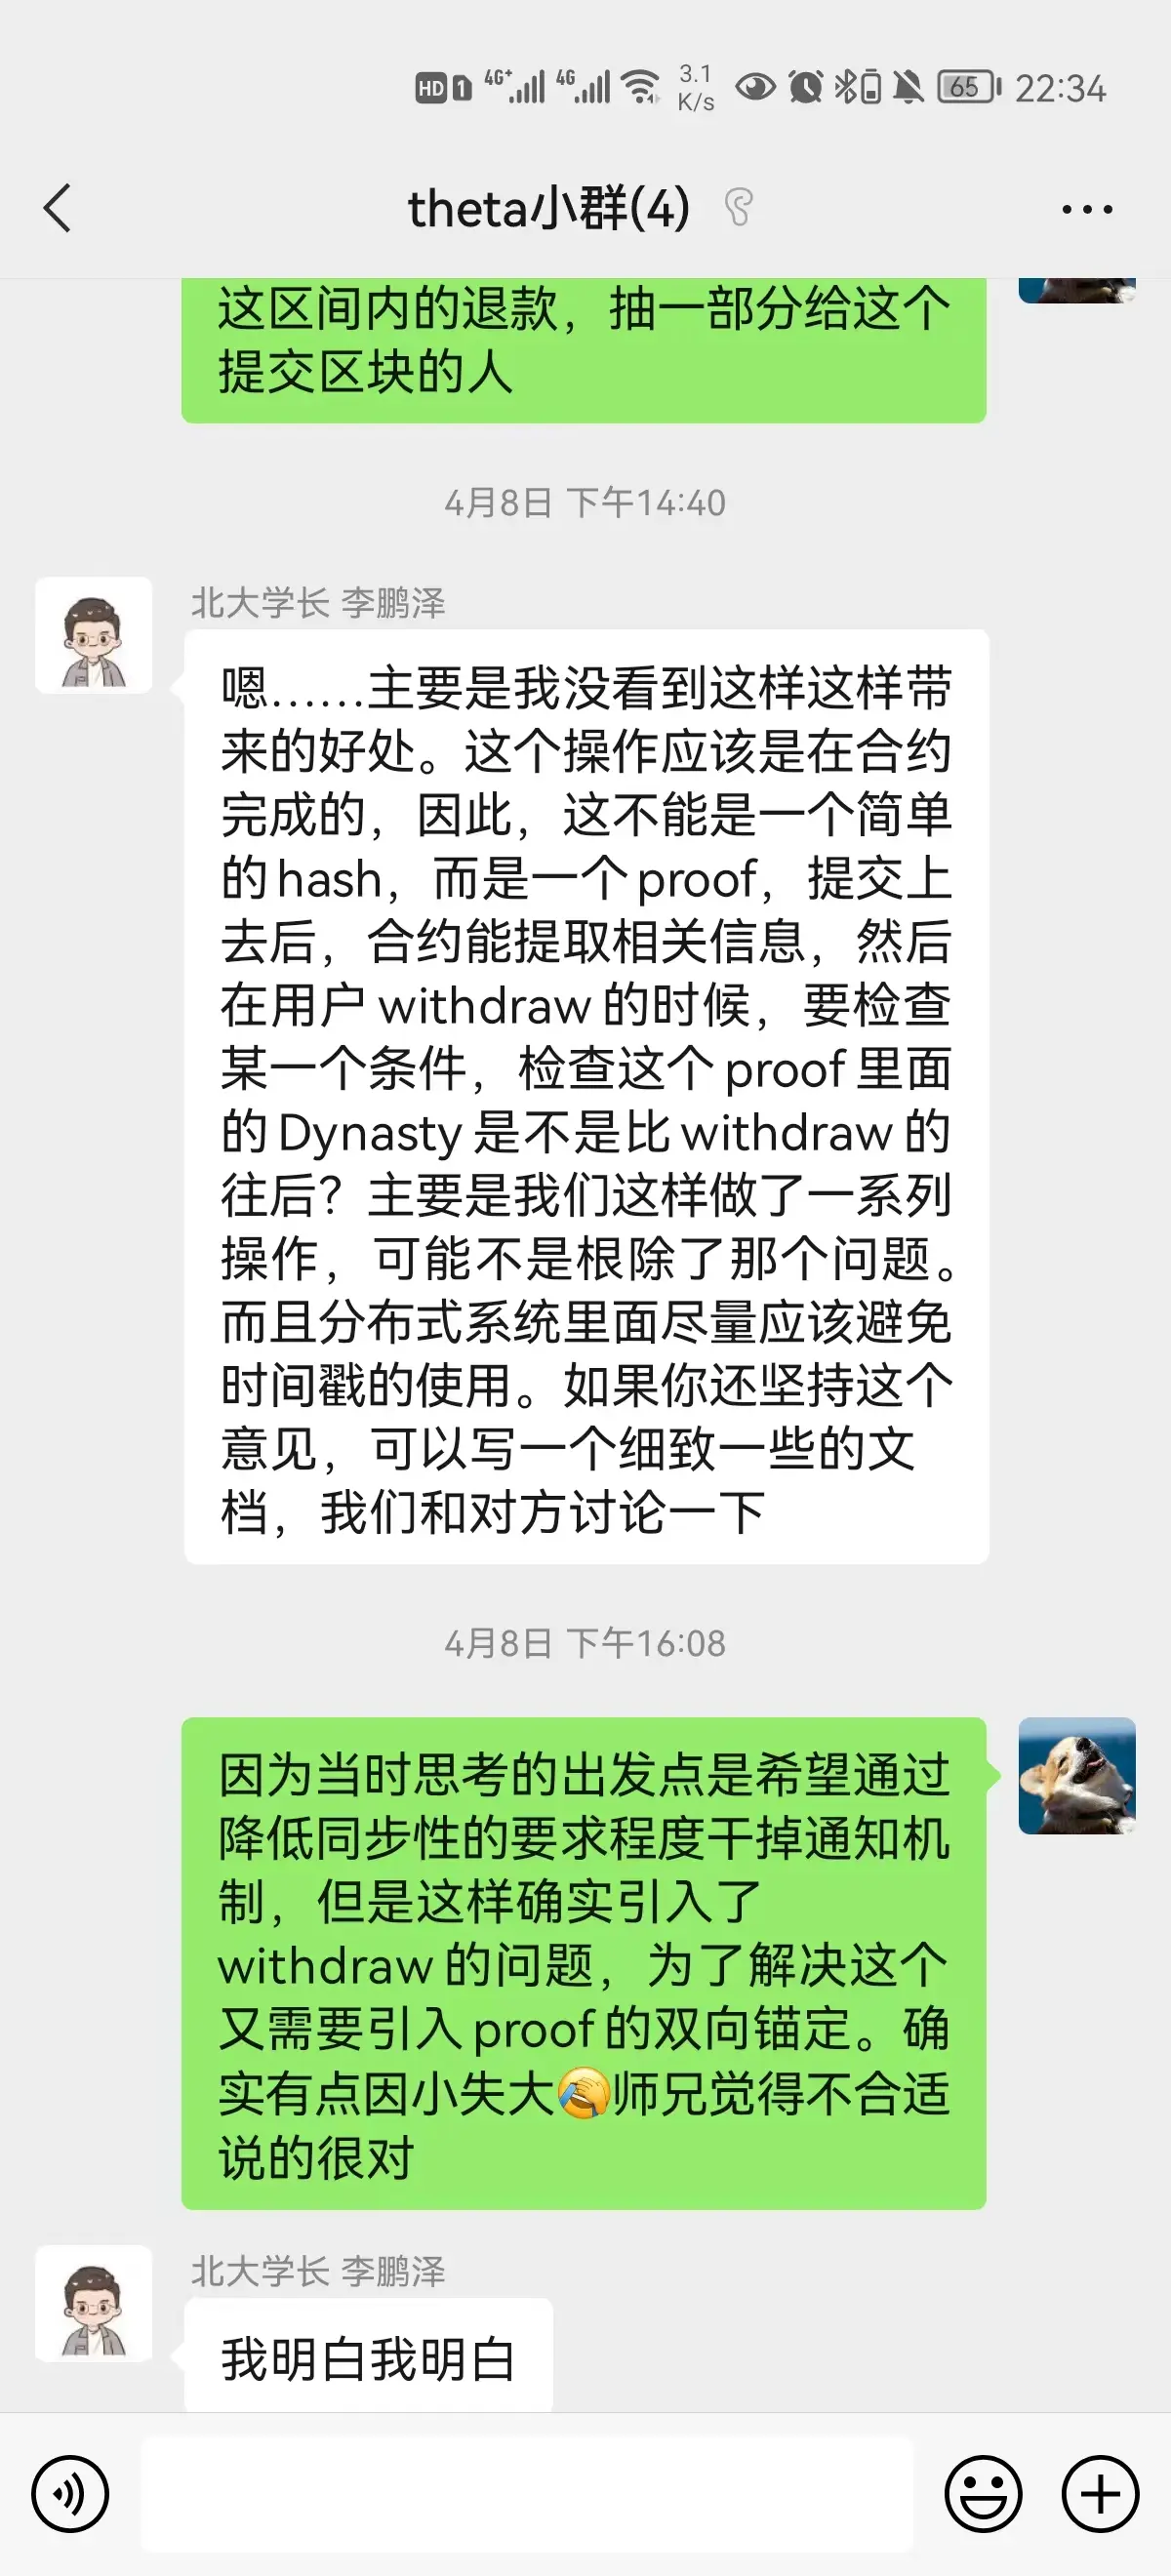 HD 1 4G+ 4G 3.1 K/s 65 22:34
theta小群(4)
这区间内的退款，抽一部分给这个
提交区块的人
4月8日 下午14:40
北大学长 李鹏泽
嗯……主要是我没看到这样这样带
来的好处。这个操作应该是在合约
完成的，因此，这不能是一个简单
的hash，而是一个proof，提交上
去后，合约能提取相关信息，然后
在用户withdraw的时候，要检查
某一个条件，检查这个proof里面
的Dynasty是不是比withdraw的
往后？主要是我们这样做了一系列
操作，可能不是根除了那个问题。
而且分布式系统里面尽量应该避免
时间戳的使用。如果你还坚持这个
意见，可以写一个细致一些的文
档，我们和对方讨论一下
4月8日 下午16:08
因为当时思考的出发点是希望通过
降低同步性的要求程度干掉通知机
制，但是这样确实引入了
withdraw的问题，为了解决这个
又需要引入proof的双向锚定。确
实有点因小失大🤦师兄觉得不合适
说的很对
北大学长 李鹏泽
我明白我明白